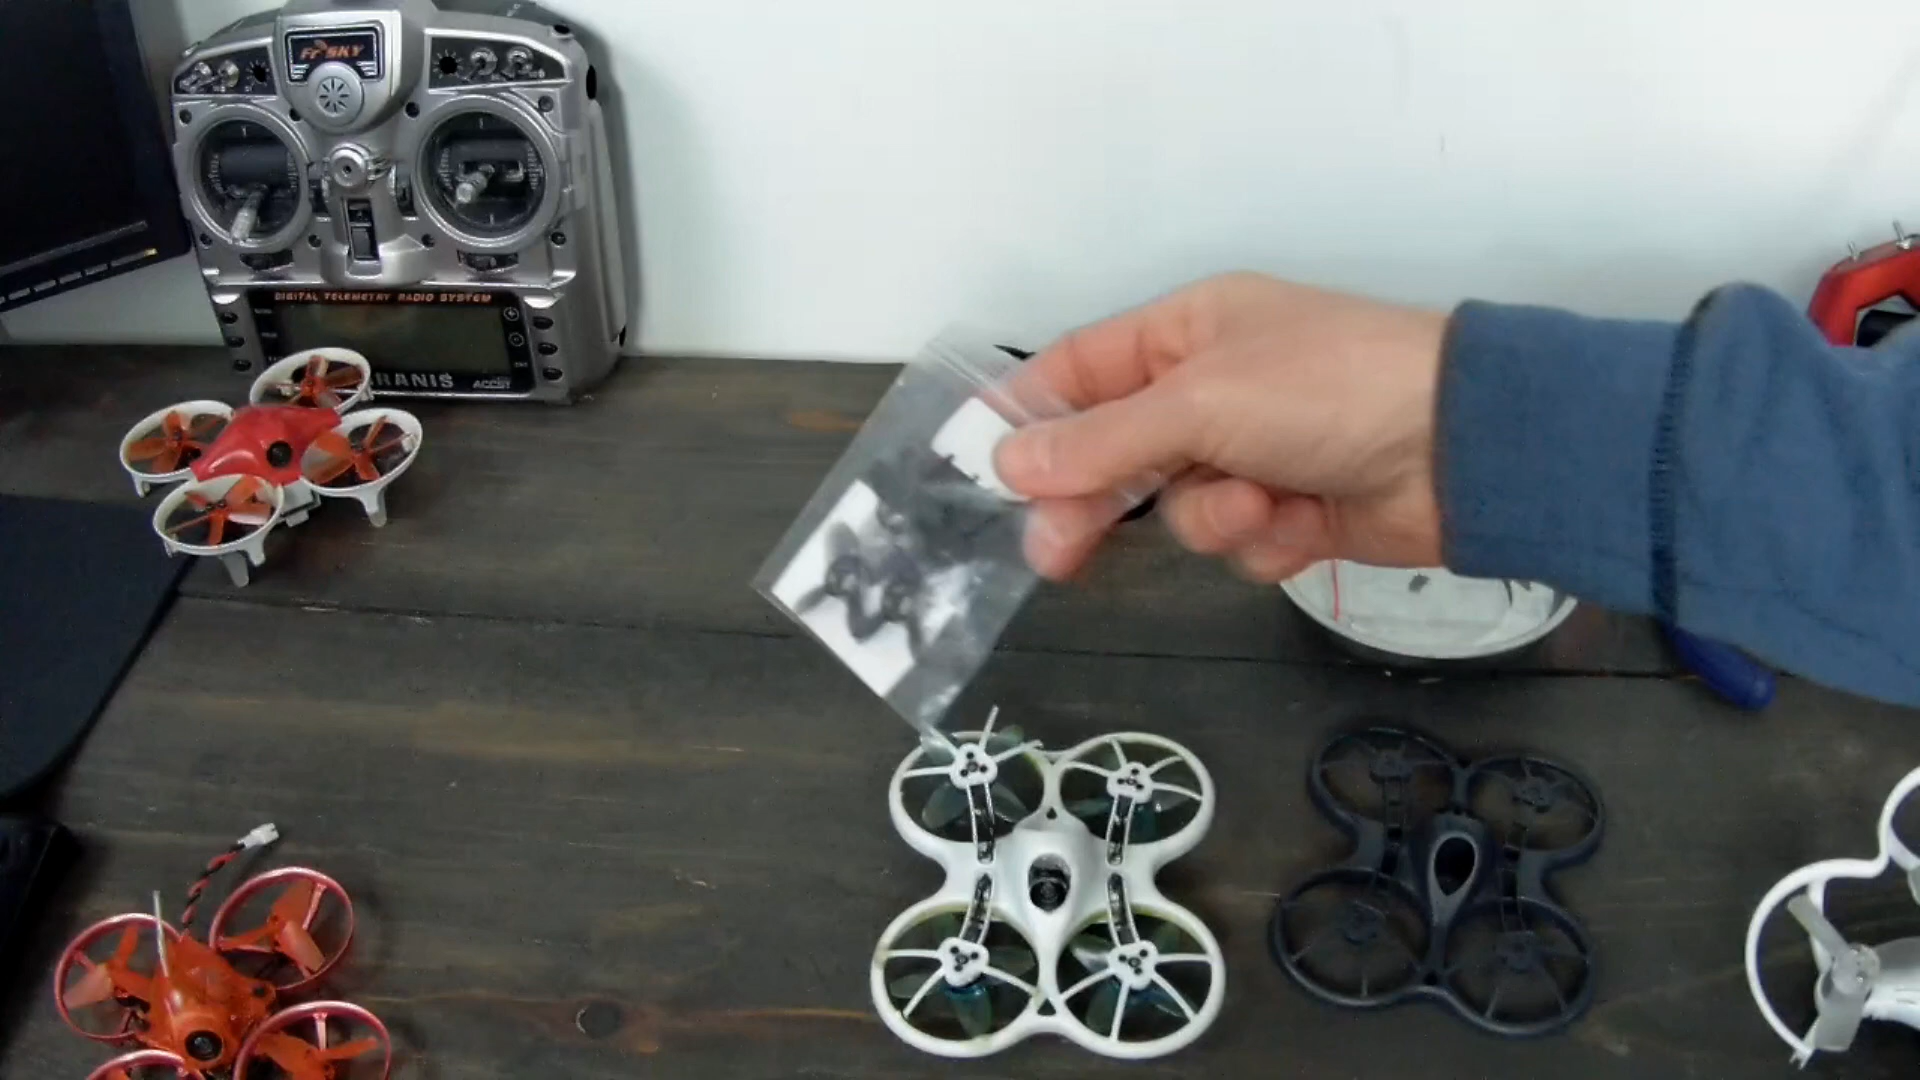 FrSKY
DIGITAL TELEMETRY RADIO SYSTEM
RANIS
ACCST